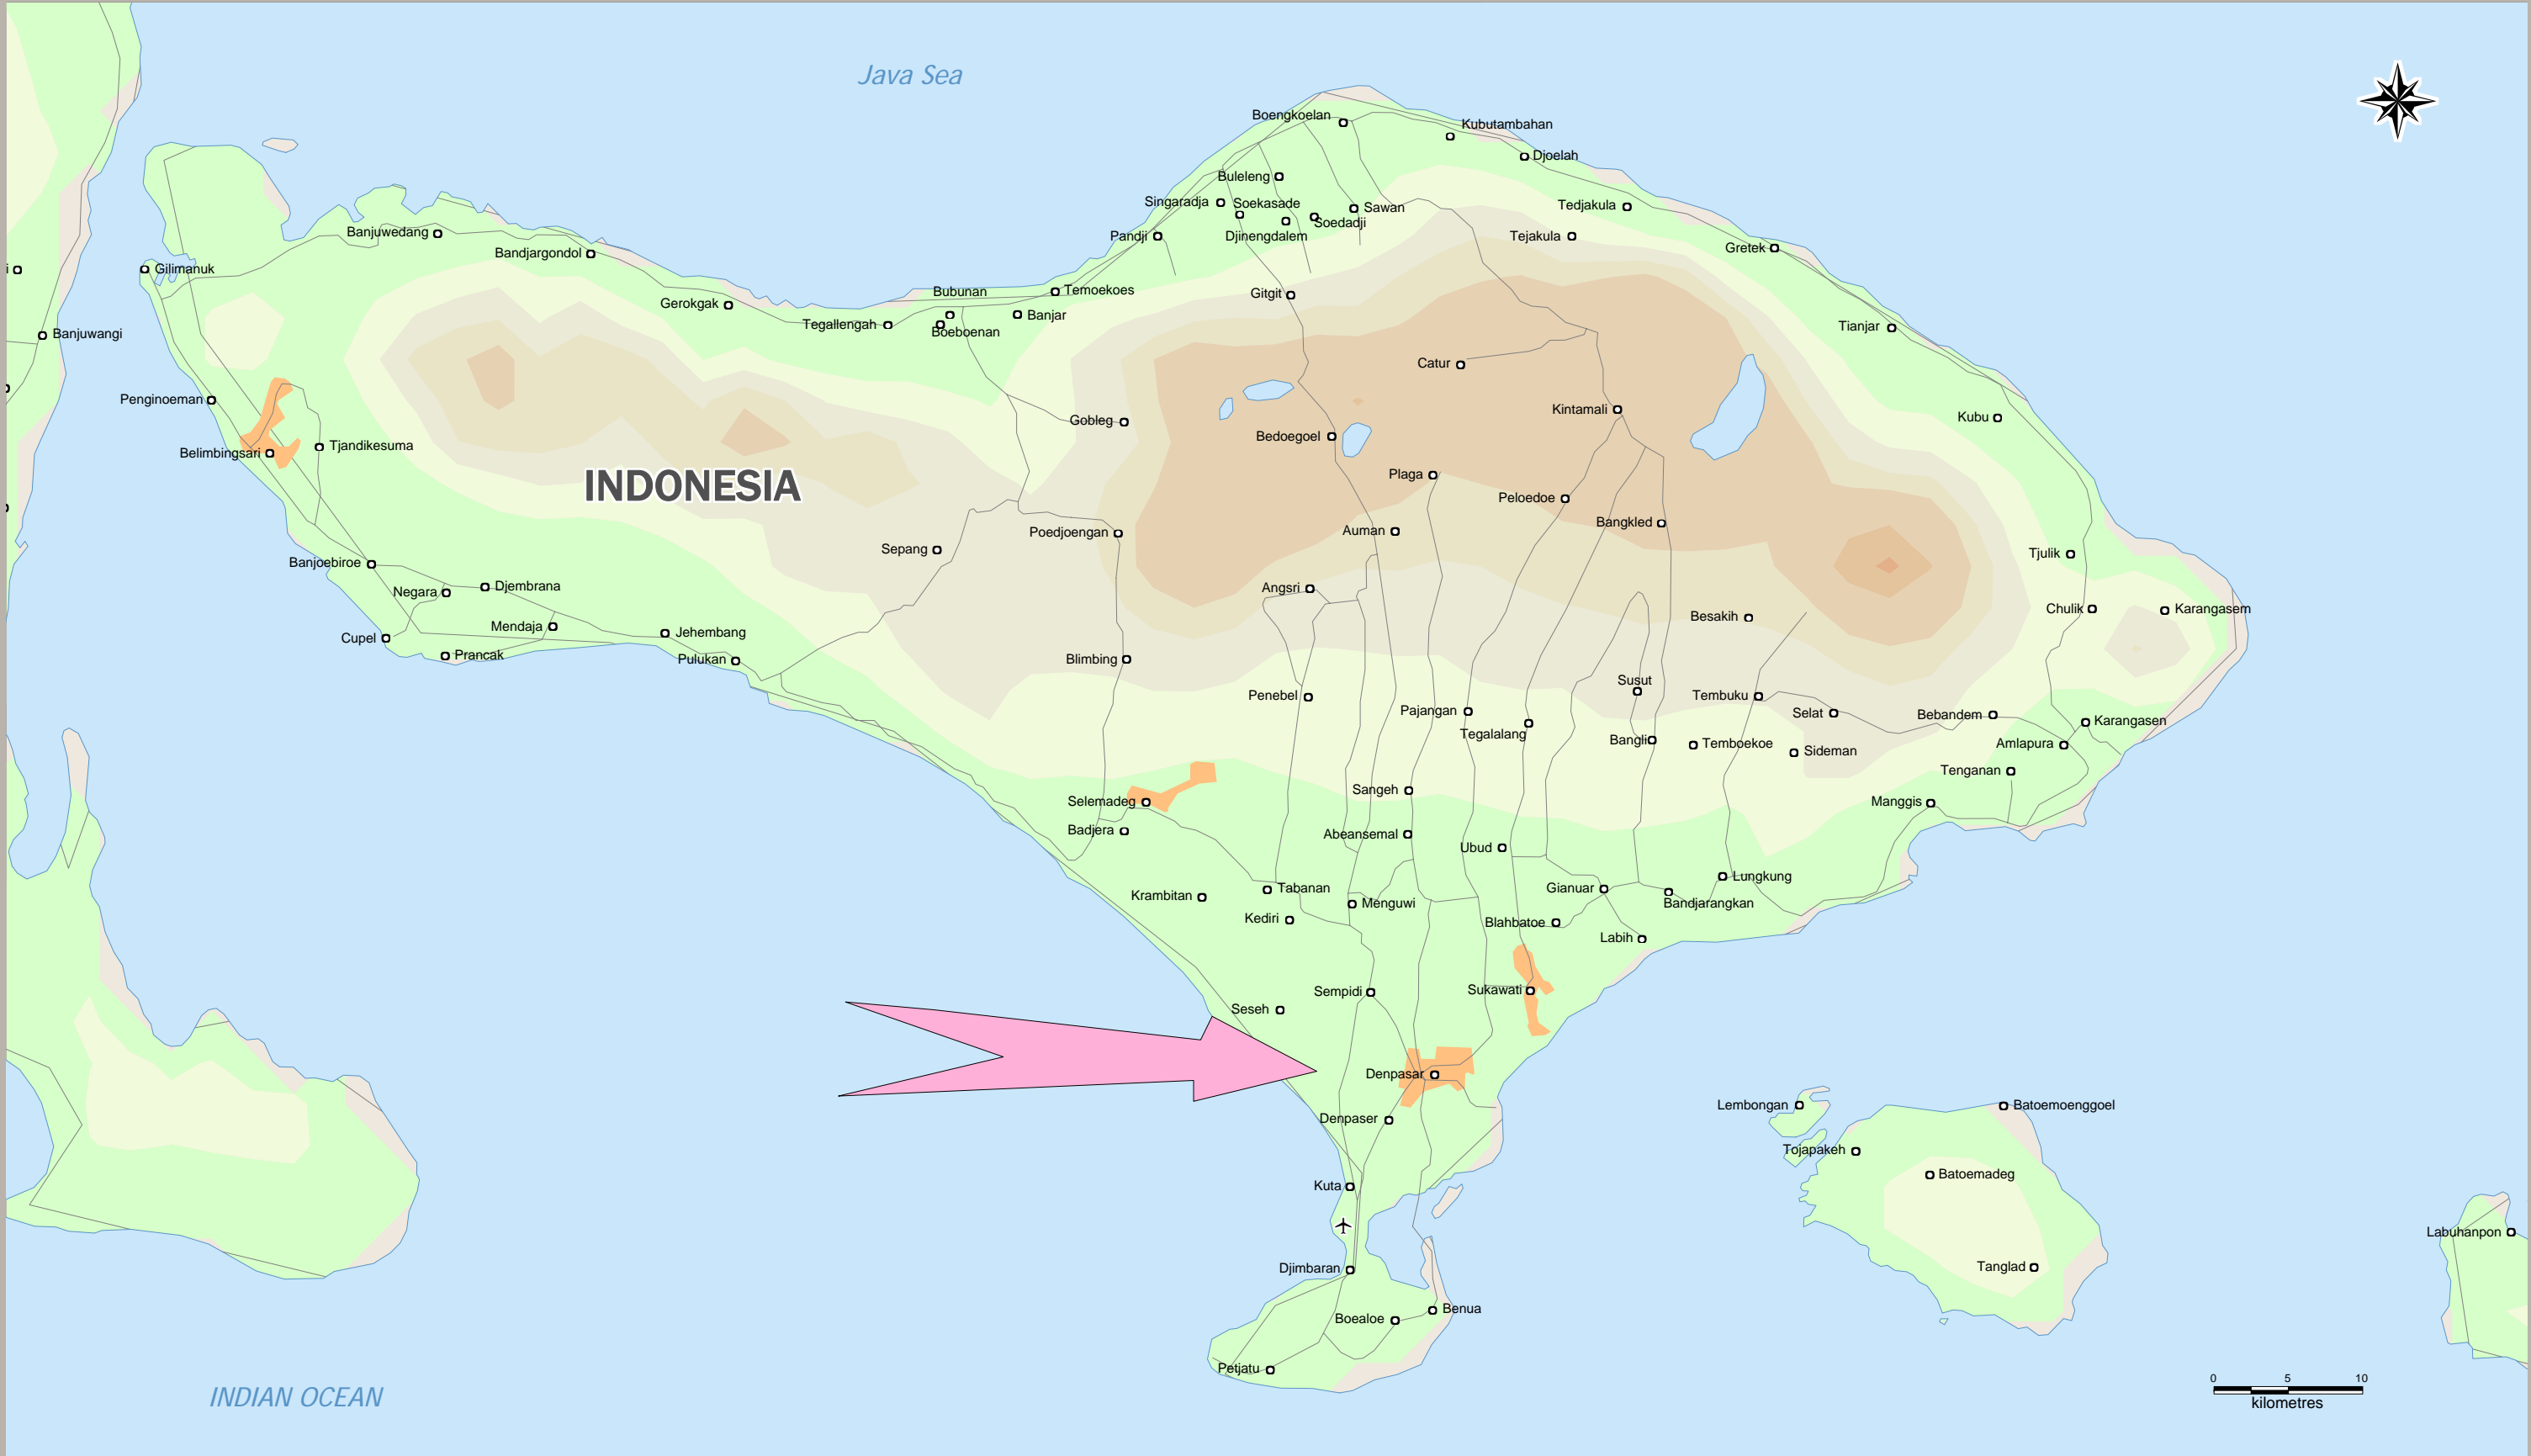 Java Sea
Boengkoelan
Kubutambahan
Djoelah
Buleleng
Singaradja
Soekasade
Sawan
Soedadji
Tedjakula
Pandji
Djinengdalem
Tejakula
Banjuwedang
Bandjargondol
Gretek
i
Gilimanuk
Bubunan
Temoekoes
Gitgit
Gerokgak
Banjar
Tegallengah
Boeboenan
Tianjar
Banjuwangi
Catur
Penginoeman
Kintamali
Kubu
Gobleg
Bedoegoel
Tjandikesuma
Belimbingsari
INDONESIA
Plaga
Peloedoe
Bangkled
Auman
Poedjoengan
Sepang
Tjulik
Banjoebiroe
Djembrana
Negara
Angsri
Chulik
Karangasem
Besakih
Mendaja
Jehembang
Cupel
Prancak
Pulukan
Blimbing
Susut
Penebel
Tembuku
Pajangan
Selat
Bebandem
Karangasen
Tegalalang
Bangli
Temboekoe
Sideman
Amlapura
Tenganan
Sangeh
Selemadeg
Manggis
Badjera
Abeansemal
Ubud
Lungkung
Tabanan
Gianuar
Krambitan
Menguwi
Bandjarangkan
Kediri
Blahbatoe
Labih
Sempidi
Sukawati
Seseh
Denpasar
Lembongan
Batoemoenggoel
Denpaser
Tojapakeh
Batoemadeg
Kuta
Labuhanpon
Djimbaran
Tanglad
Benua
Boealoe
Petjatu
INDIAN OCEAN
0 5 10
kilometres